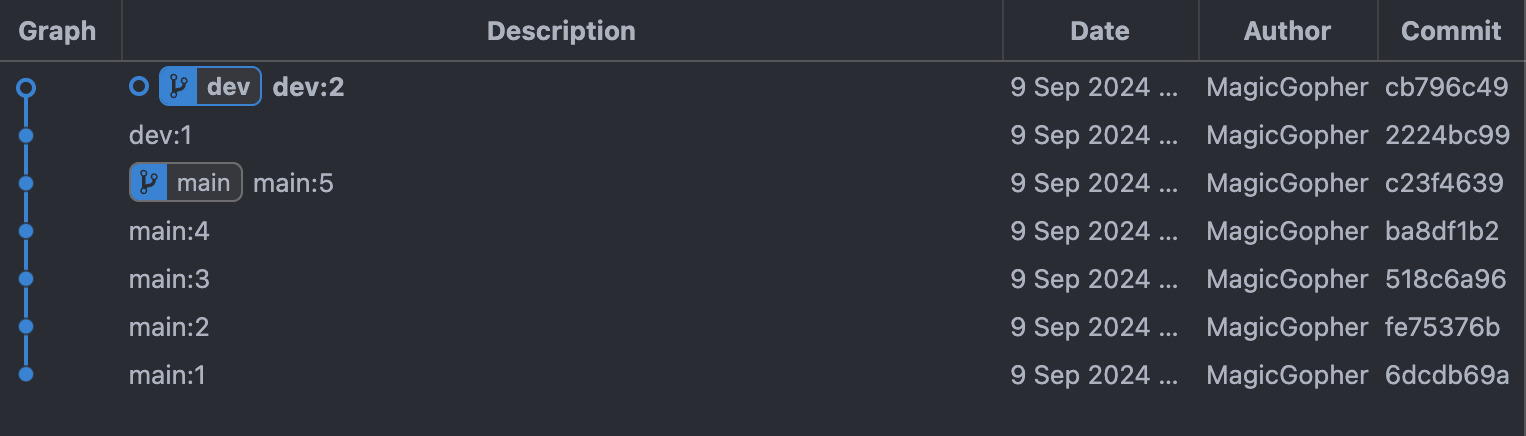 Graph Description Date Author Commit
dev dev:2 9 Sep 2024 ... MagicGopher cb796c49
dev:1 9 Sep 2024 ... MagicGopher 2224bc99
main main:5 9 Sep 2024 ... MagicGopher c23f4639
main:4 9 Sep 2024 ... MagicGopher ba8df1b2
main:3 9 Sep 2024 ... MagicGopher 518c6a96
main:2 9 Sep 2024 ... MagicGopher fe75376b
main:1 9 Sep 2024 ... MagicGopher 6dcdb69a